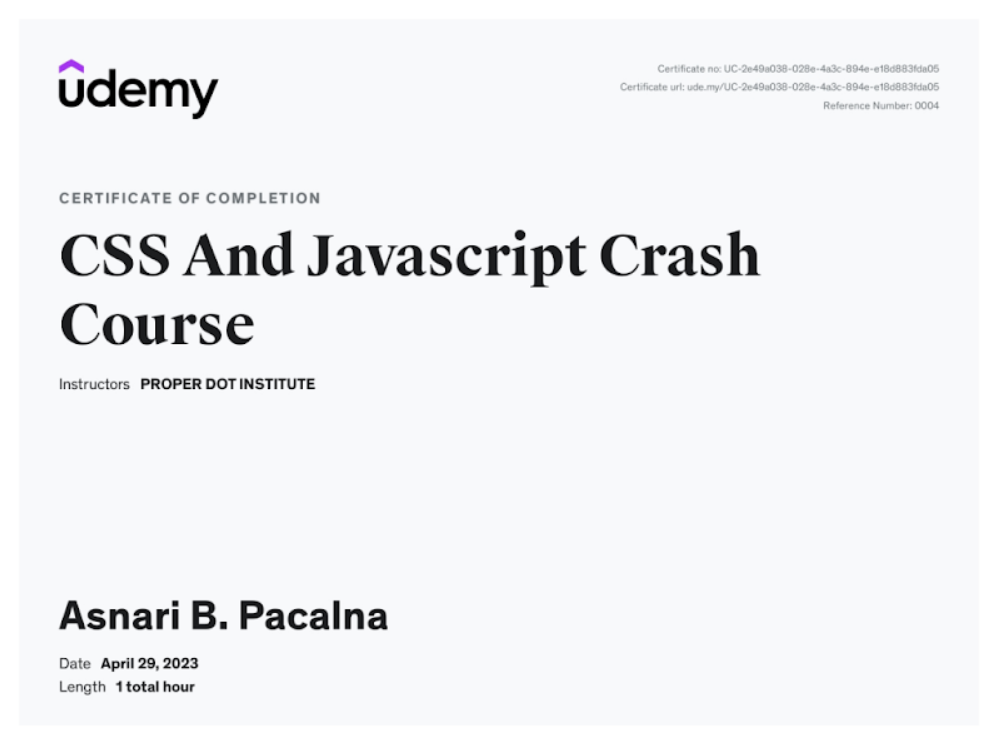 udemy
Certificate no: UC-2e49a038-028e-4a3c-894e-e18d883fda05
Certificate url: ude.my/UC-2e49a038-028e-4a3c-894e-e18d883fda05
Reference Number: 0004
CERTIFICATE OF COMPLETION
CSS And Javascript Crash
Course
Instructors PROPER DOT INSTITUTE
Asnari B. Pacalna
Date April 29, 2023
Length 1 total hour